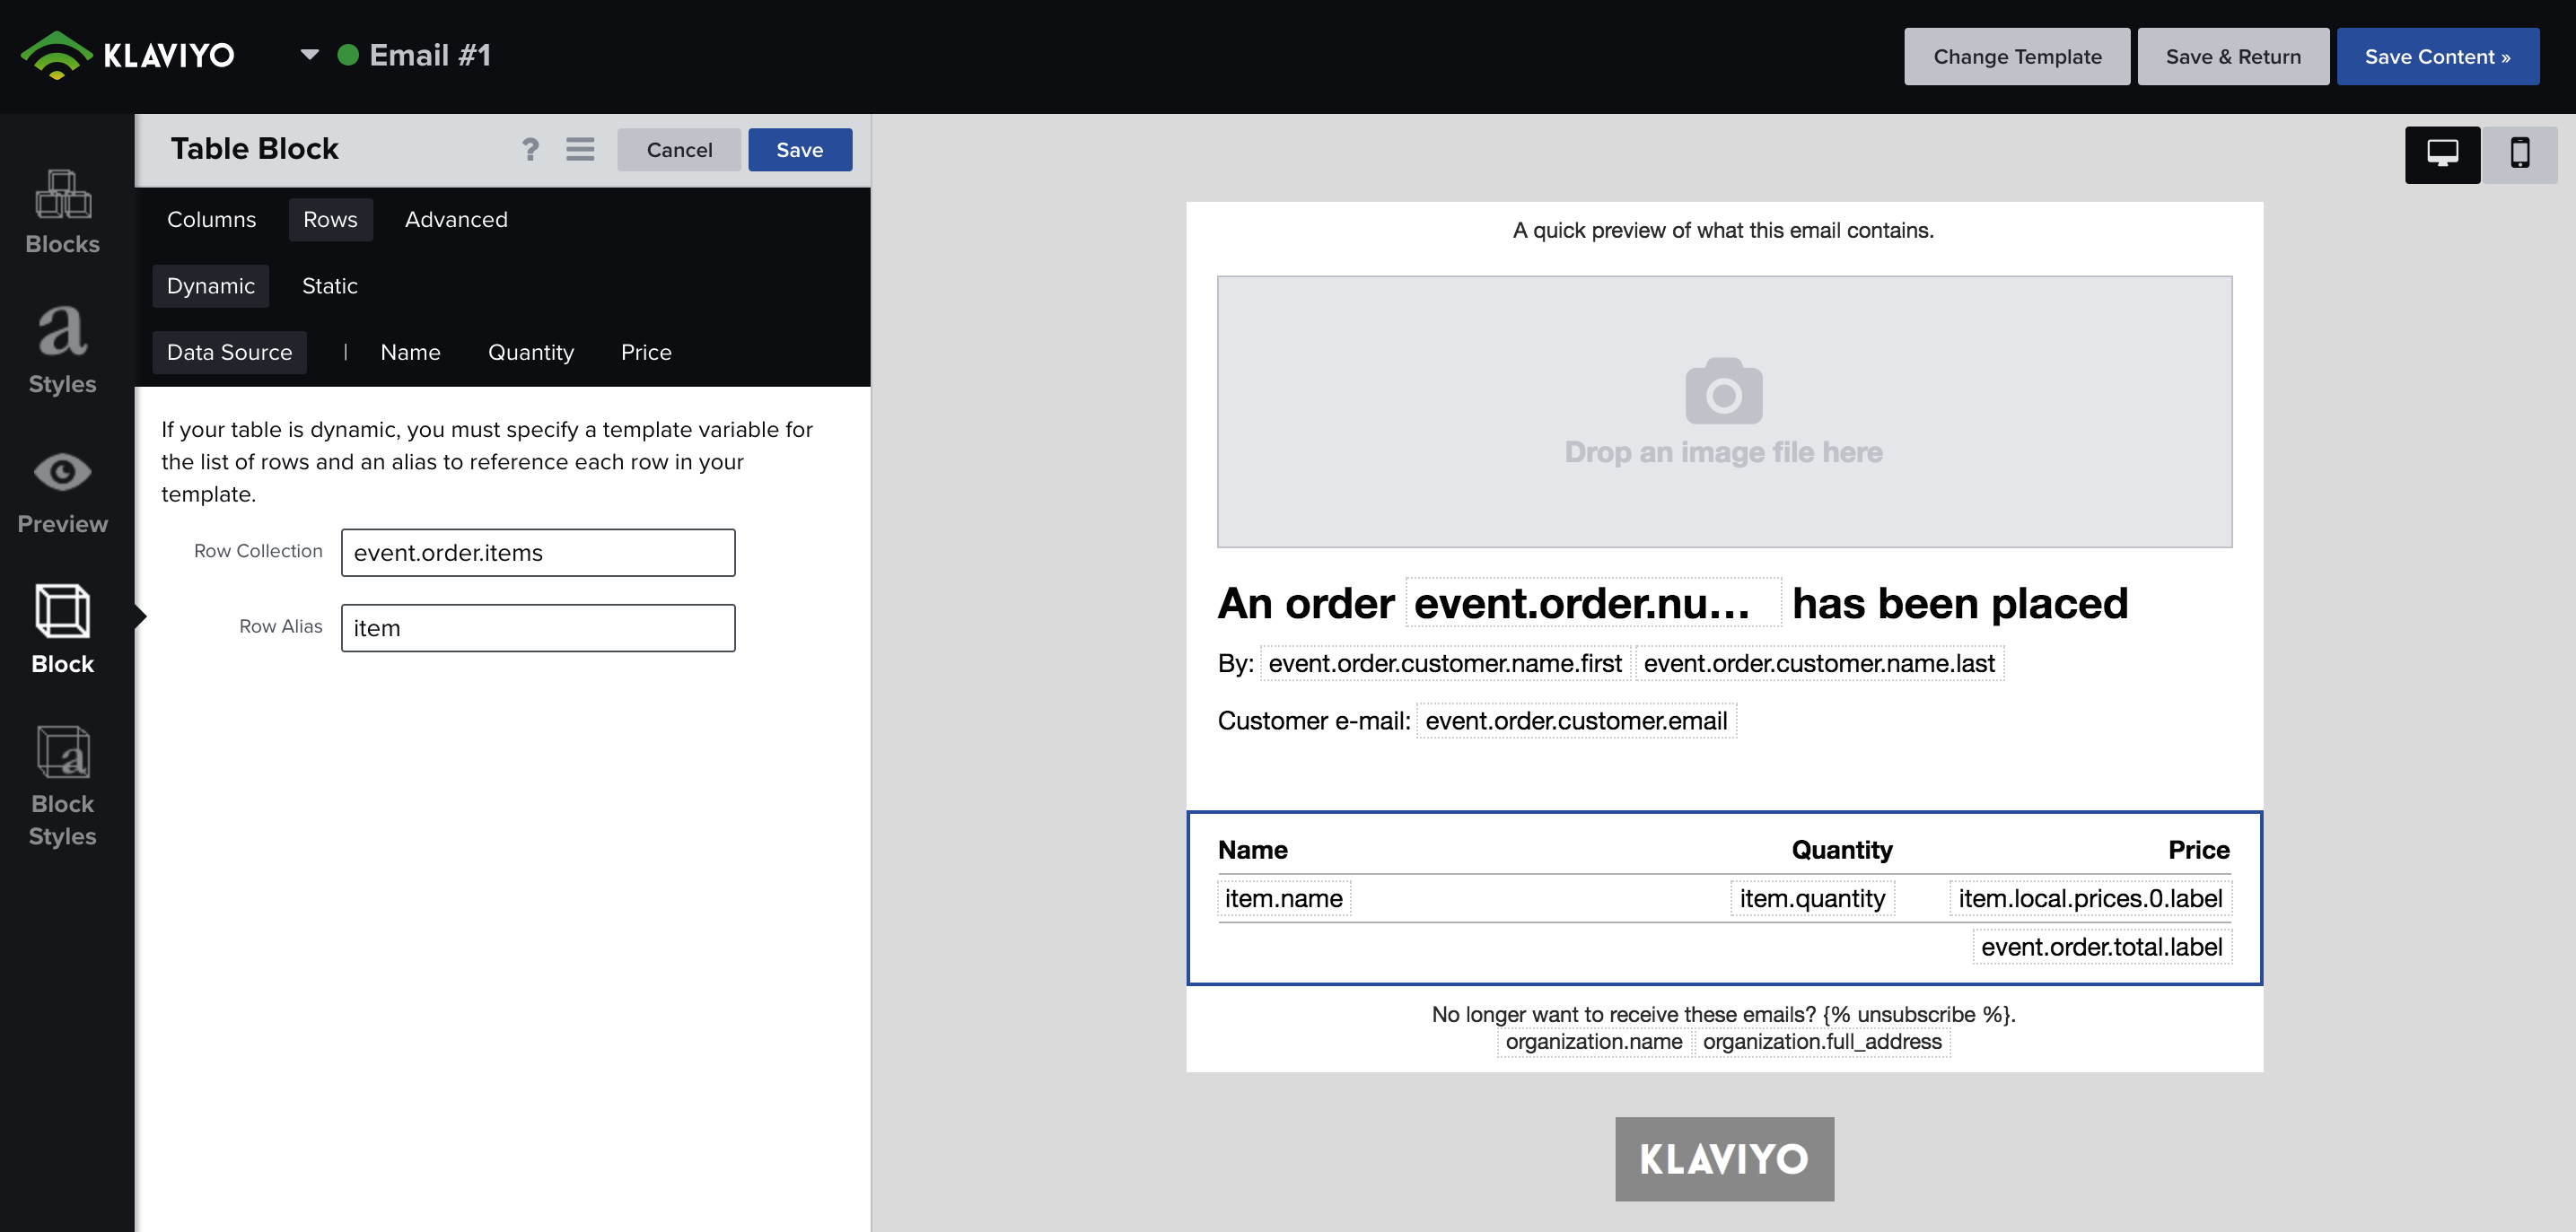 KLAVIYO
Email #1
Change Template
Save & Return
Save Content »
Blocks
Styles
Preview
Block
Block
Styles
Table Block
?
Cancel
Save
Columns
Rows
Advanced
Dynamic
Static
Data Source
|
Name
Quantity
Price
If your table is dynamic, you must specify a template variable for
the list of rows and an alias to reference each row in your
template.
Row Collection
event.order.items
Row Alias
item
A quick preview of what this email contains.
Drop an image file here
An order event.order.nu... has been placed
By: event.order.customer.name.first event.order.customer.name.last
Customer e-mail: event.order.customer.email
Name Quantity Price
item.name item.quantity item.local.prices.0.label
event.order.total.label
No longer want to receive these emails? {% unsubscribe %}.
organization.name organization.full_address
KLAVIYO